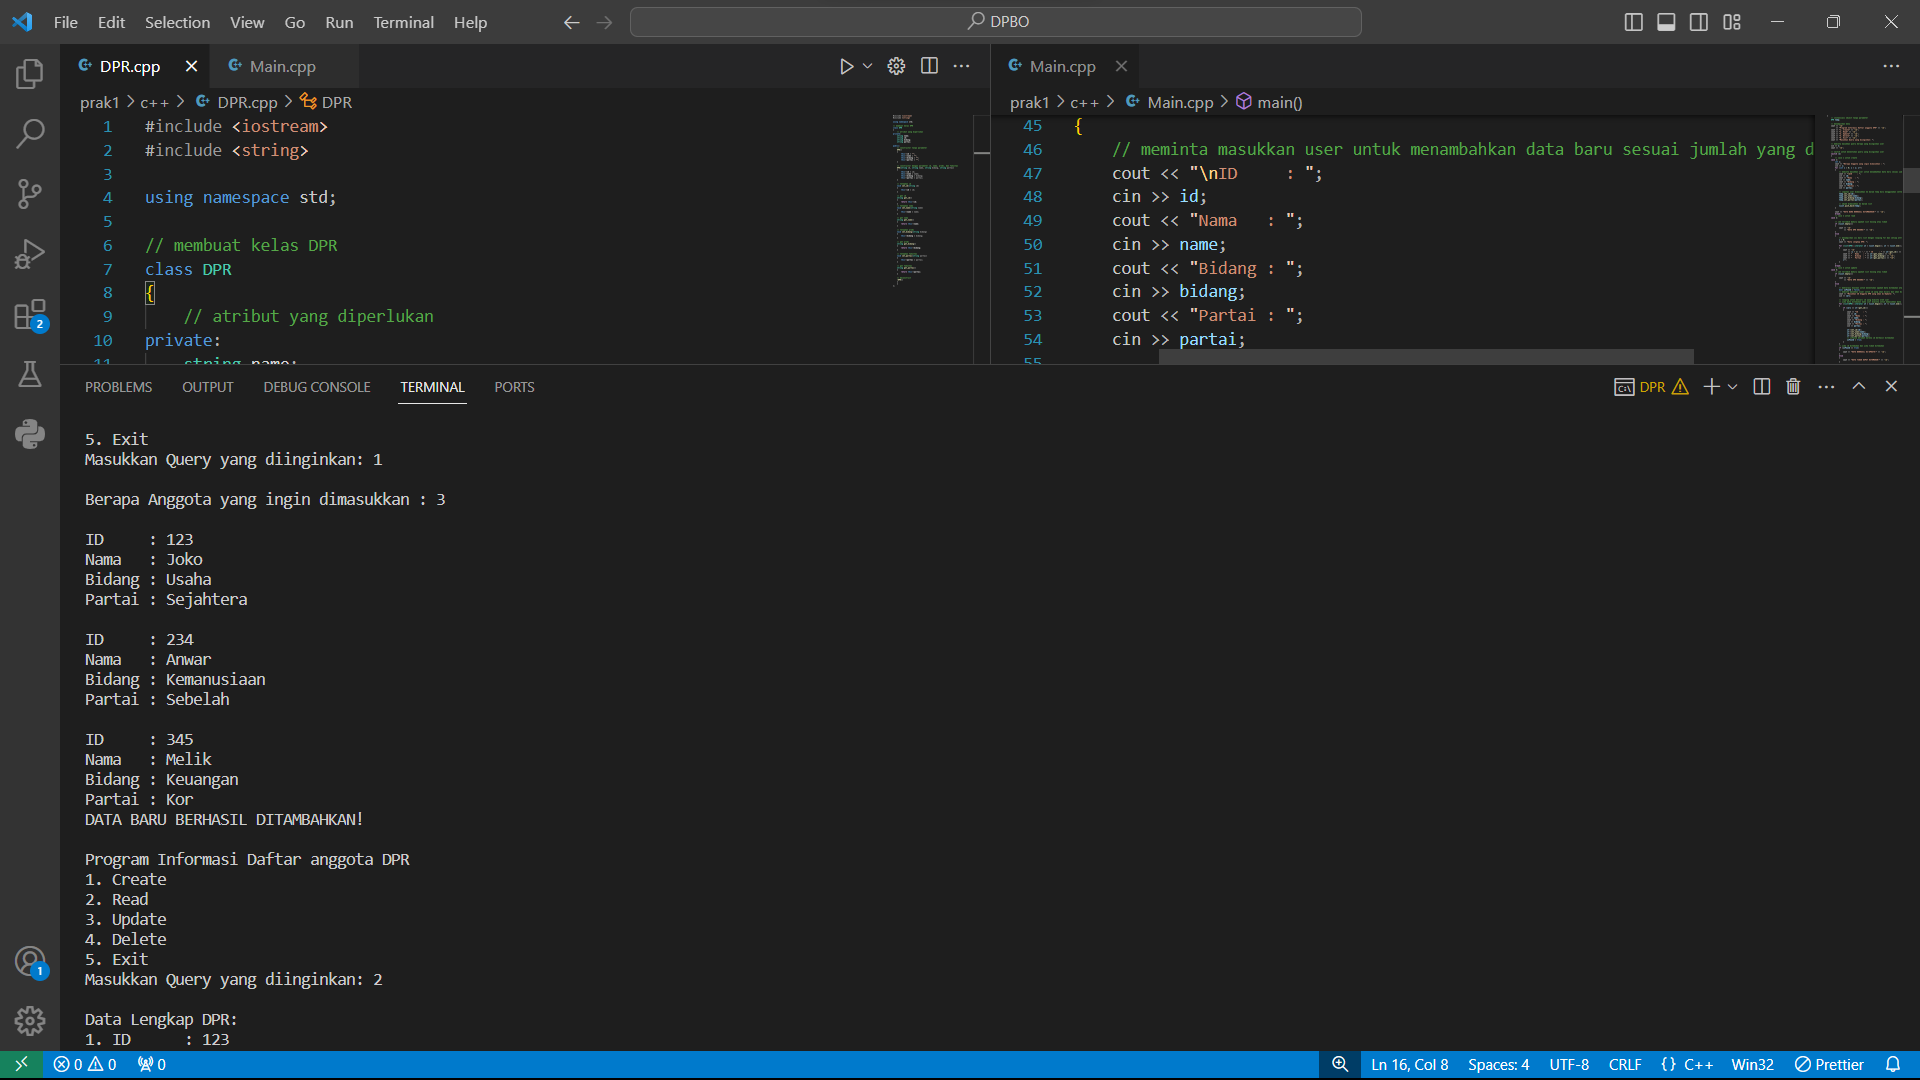 File Edit Selection View Go Run Terminal Help DPBO
DPR.cpp Main.cpp
prak1 > c++ > DPR.cpp > DPR
1 #include <iostream>
2 #include <string>
3
4 using namespace std;
5
6 // membuat kelas DPR
7 class DPR
8 {
9 // atribut yang diperlukan
10 private:
11 string name;
Main.cpp
prak1 > c++ > Main.cpp > main()
45 {
46 // meminta masukkan user untuk menambahkan data baru sesuai jumlah yang d
47 cout << "\nID     : ";
48 cin >> id;
49 cout << "Nama   : ";
50 cin >> name;
51 cout << "Bidang : ";
52 cin >> bidang;
53 cout << "Partai : ";
54 cin >> partai;
55
PROBLEMS OUTPUT DEBUG CONSOLE TERMINAL PORTS DPR
5. Exit
Masukkan Query yang diinginkan: 1
Berapa Anggota yang ingin dimasukkan : 3
ID     : 123
Nama   : Joko
Bidang : Usaha
Partai : Sejahtera
ID     : 234
Nama   : Anwar
Bidang : Kemanusiaan
Partai : Sebelah
ID     : 345
Nama   : Melik
Bidang : Keuangan
Partai : Kor
DATA BARU BERHASIL DITAMBAHKAN!
Program Informasi Daftar anggota DPR
1. Create
2. Read
3. Update
4. Delete
5. Exit
Masukkan Query yang diinginkan: 2
Data Lengkap DPR:
1. ID      : 123
2
1
0 0 0 Ln 16, Col 8 Spaces: 4 UTF-8 CRLF {} C++ Win32 Prettier